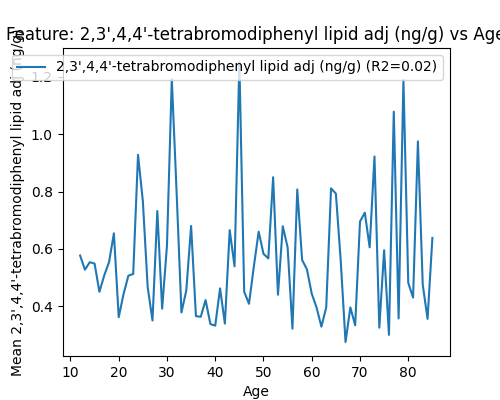 Feature: 2,3',4,4'-tetrabromodiphenyl lipid adj (ng/g) vs Age
2,3',4,4'-tetrabromodiphenyl lipid adj (ng/g) (R2=0.02)
Mean 2,3',4,4'-tetrabromodiphenyl lipid adj (ng/g)
1.2
1.0
0.8
0.6
0.4
10 20 30 40 50 60 70 80
Age